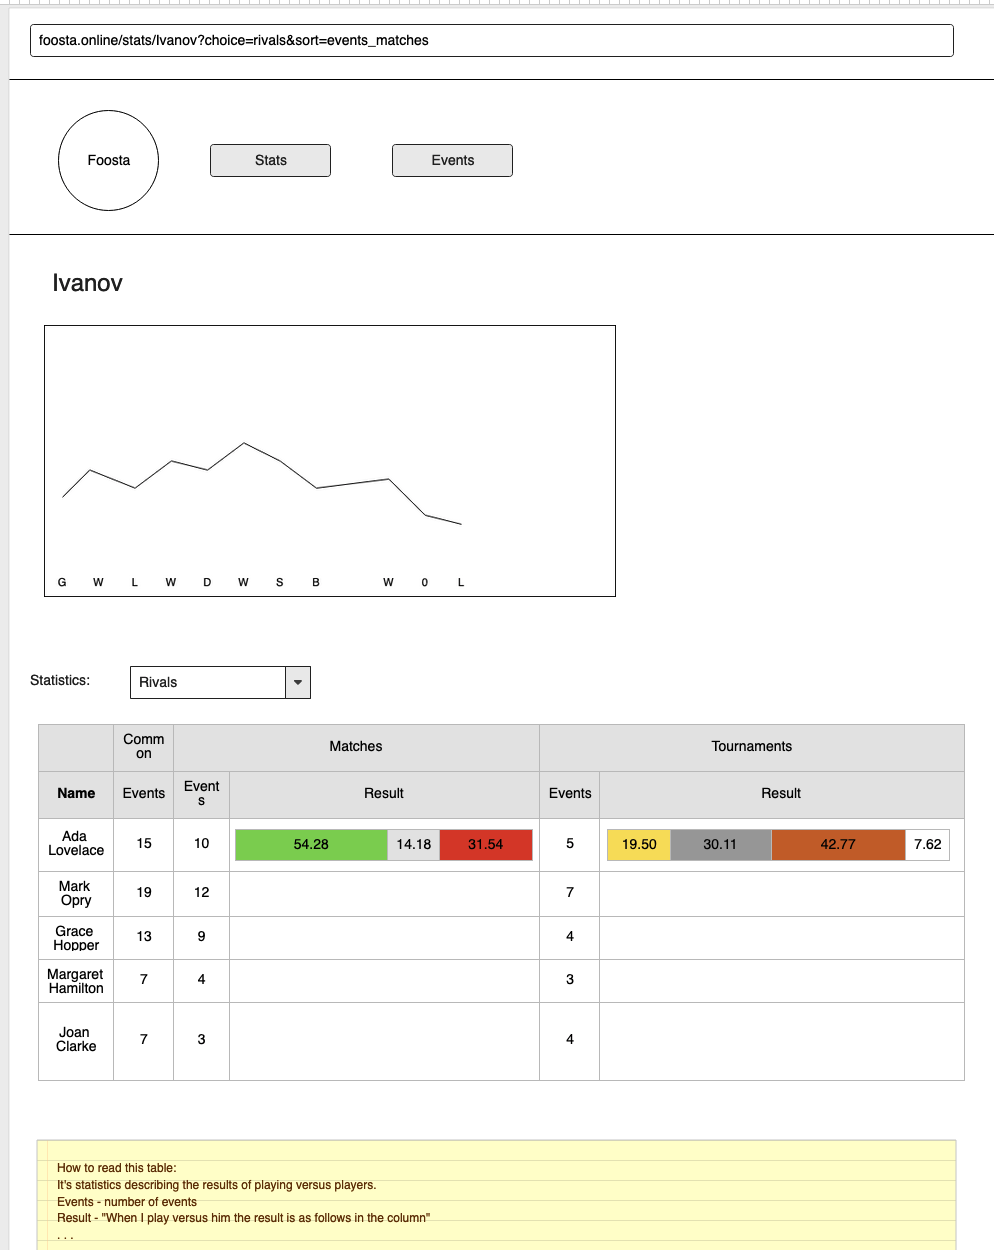 foosta.online/stats/Ivanov?choice=rivals&sort=events_matches
Foosta
Stats
Events
Ivanov
G W L W D W S B W 0 L
Statistics:
Rivals
Comm
on
Matches
Tournaments
Name
Events
Event
s
Result
Events
Result
Ada
Lovelace
15
10
54.28
14.18
31.54
5
19.50
30.11
42.77
7.62
Mark
Opry
19
12
7
Grace
Hopper
13
9
4
Margaret
Hamilton
7
4
3
Joan
Clarke
7
3
4
How to read this table:
It's statistics describing the results of playing versus players.
Events - number of events
Result - "When I play versus him the result is as follows in the column"
. . .